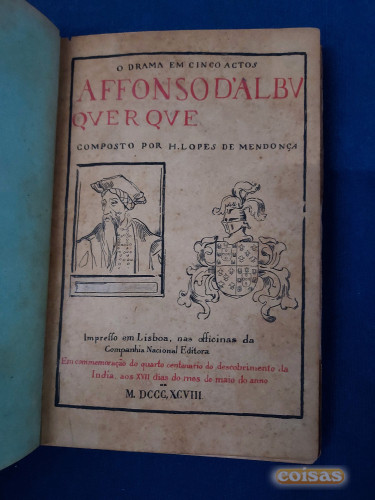 O DRAMA EM CINCO ACTOS
AFFONSO D'ALBV
QVERQVE
COMPOSTO POR H. LOPES DE MENDONÇA
Impresso em Lisboa, nas officinas da
Companhia Nacional Editora
Em commemoração do quarto centenario do descobrimento da
India, aos XVII dias do mes de maio do anno
M. DCCC, XCVIII
coisas